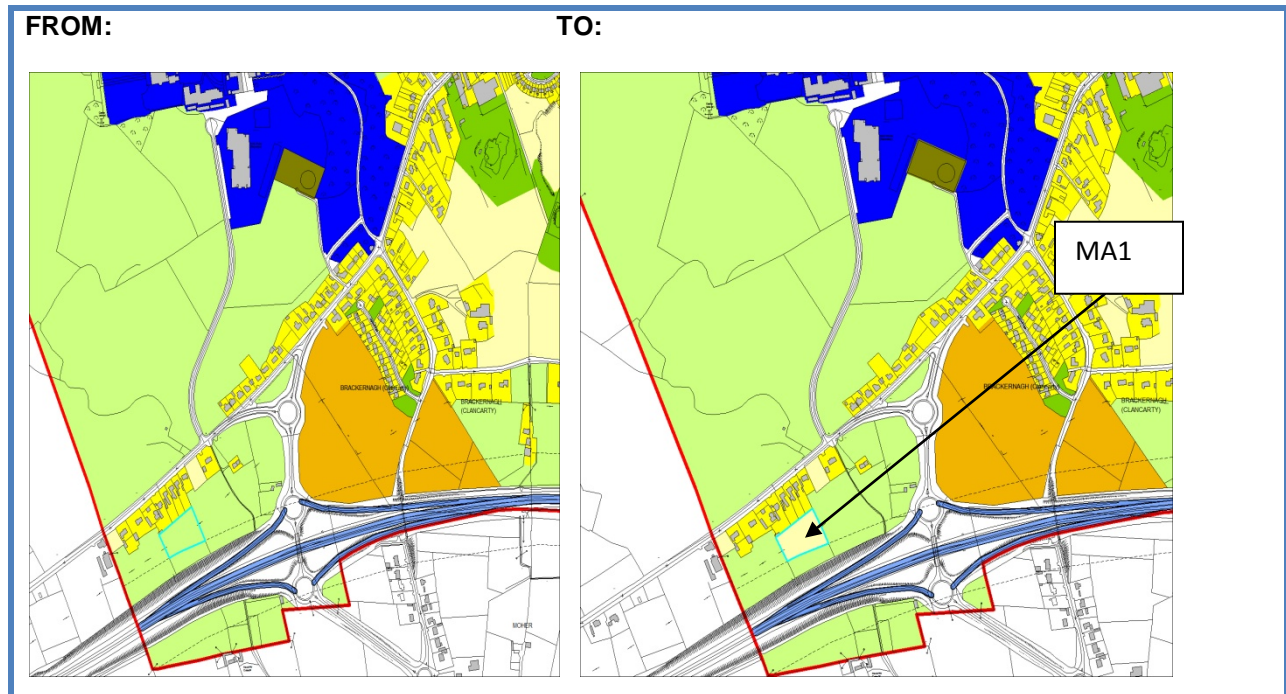 FROM:
TO:
MA1
BRACKERNAGH (Clancarty)
BRACKERNAGH
(CLANCARTY)
MOHER
BRACKERNAGH (Clancarty)
BRACKERNAGH
(CLANCARTY)